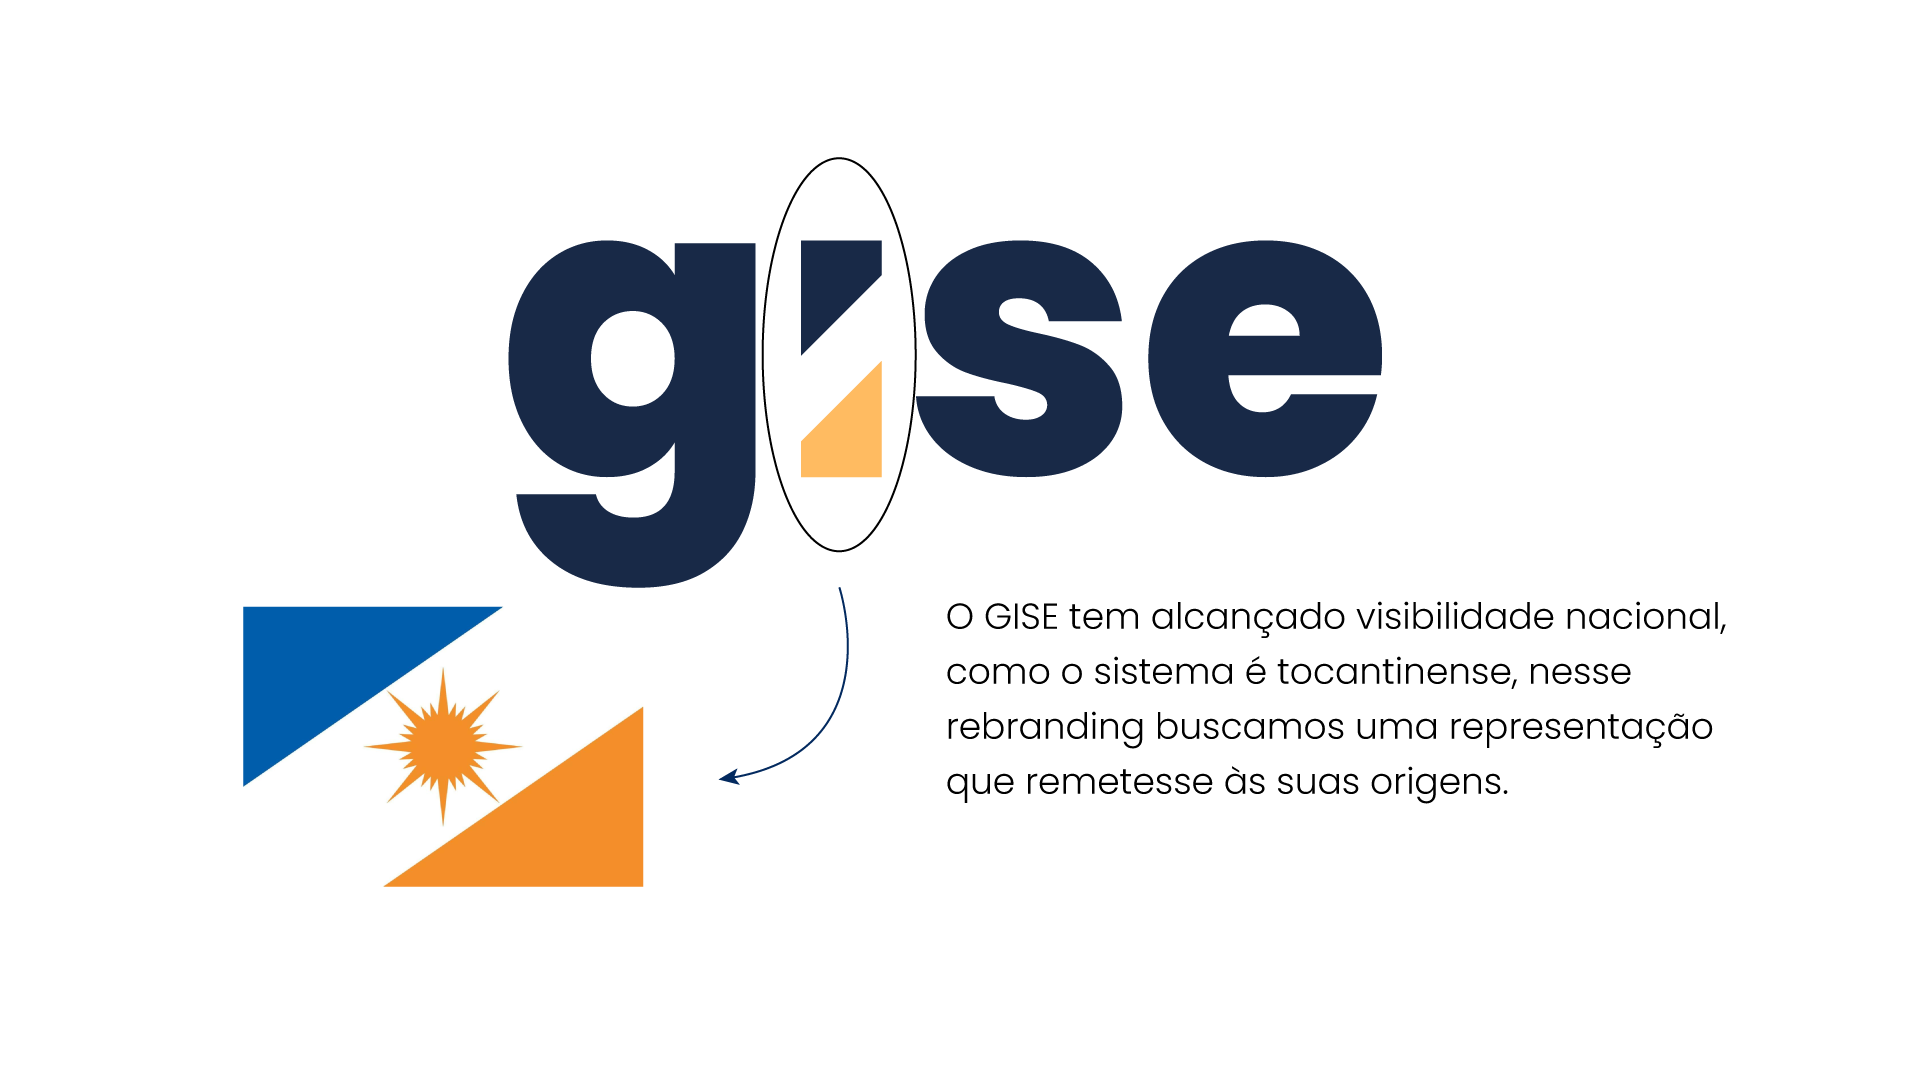 gise
O GISE tem alcançado visibilidade nacional,
como o sistema é tocantinense, nesse
rebranding buscamos uma representação
que remetesse às suas origens.